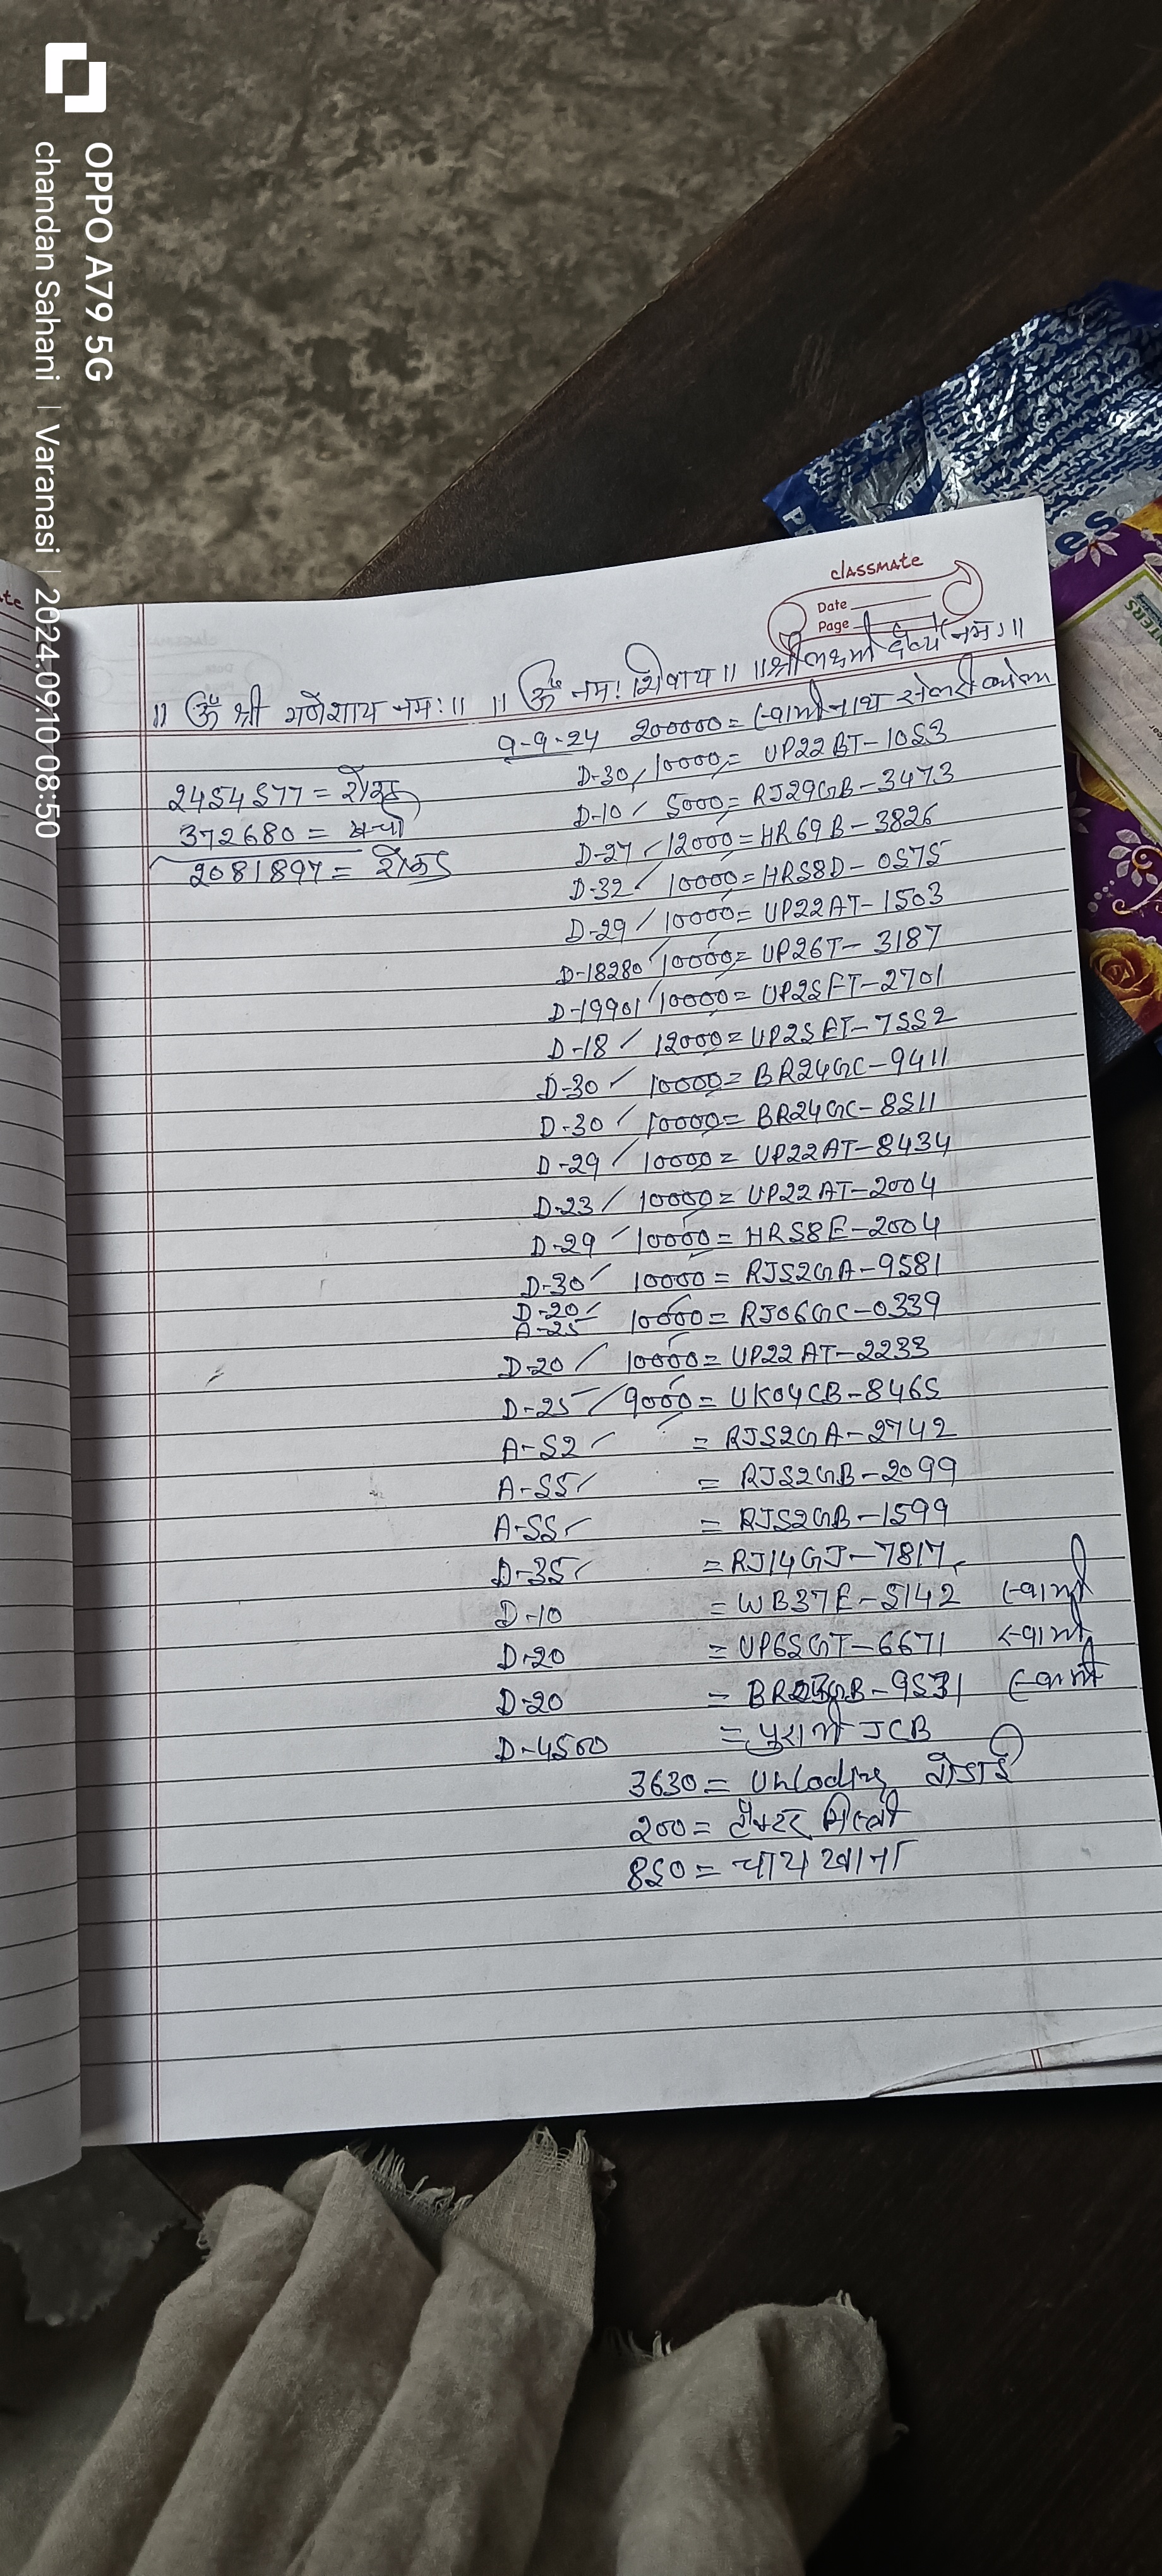 OPPO A79 5G
chandan Sahani | Varanasi | 2024.09.10 08:50
classmate
Date
Page
॥ ॐ श्री गणेशाय नमः ॥ ॥ ॐ नमः शिवाय ॥ ॥ श्री लक्ष्मी देव्यै नमः ॥
9-9-24 200000 = स्वामीनाथ
2454577 = रोकड़
372680 = खर्चा
2081897 = रोकड़
D-30 / 10000 = UP22BT-1053
D-10 / 5000 = RJ29GB-3473
D-27 / 12000 = HR69B-3826
D-32 / 10000 = HR58D-0575
D-29 / 10000 = UP22AT-1503
D-18280 / 10000 = UP26T-3187
D-19901 / 10000 = UP25FT-2701
D-18 / 12000 = UP25ET-7552
D-30 / 10000 = BR24GC-9411
D-30 / 10000 = BR24GC-8511
D-29 / 10000 = UP22AT-8434
D-23 / 10000 = UP22AT-2004
D-29 / 10000 = HR58E-2004
D-30 / 10000 = RJ52GA-9581
D-20 /
A-25 10000 = RJ06GC-0339
D-20 / 10000 = UP22AT-2233
D-25 / 9000 = UK04CB-8465
A-52 / = RJ52GA-2742
A-55 / = RJ52GB-2099
A-55 / = RJ52GB-1599
D-35 / = RJ14GJ-7817
D-10 = WB37E-5142 स्वामी
D-20 = UP65GT-6671 स्वामी
D-20 = -9531 स्वामी
D-4500 = पुरानी JCB
3630 = Unloding
200 = ट्रैक्टर मिस्त्री
850 = चाय खाना
es